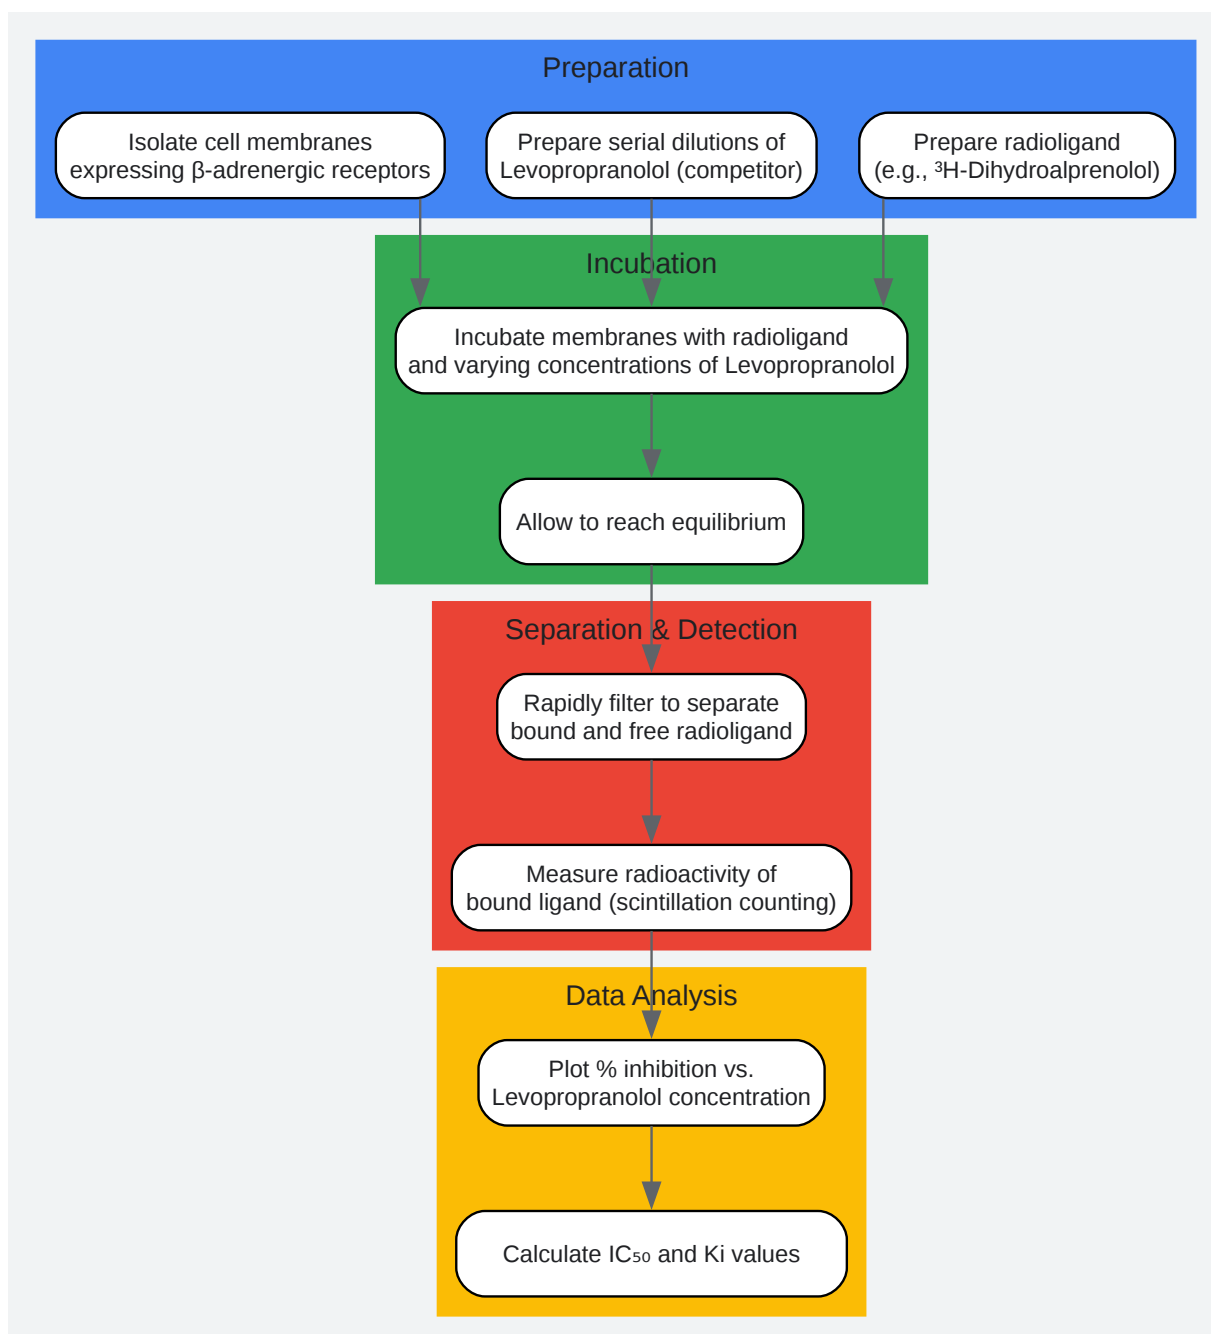 Preparation
Isolate cell membranes
expressing β-adrenergic receptors
Prepare serial dilutions of
Levopropranolol (competitor)
Prepare radioligand
(e.g., ³H-Dihydroalprenolol)
Incubation
Incubate membranes with radioligand
and varying concentrations of Levopropranolol
Allow to reach equilibrium
Separation & Detection
Rapidly filter to separate
bound and free radioligand
Measure radioactivity of
bound ligand (scintillation counting)
Data Analysis
Plot % inhibition vs.
Levopropranolol concentration
Calculate IC₅₀ and Ki values